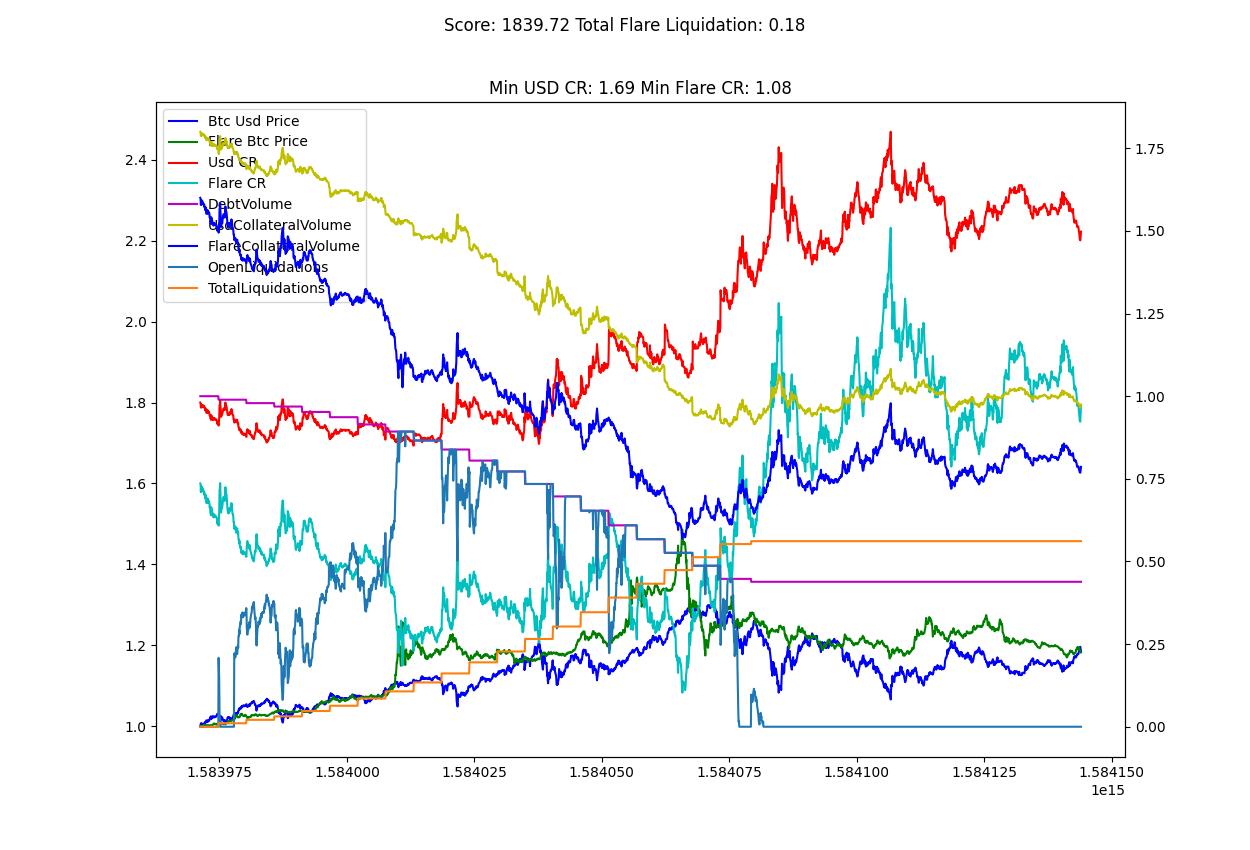 Score: 1839.72 Total Flare Liquidation: 0.18
Min USD CR: 1.69 Min Flare CR: 1.08
Btc Usd Price
Flare Btc Price
Usd CR
Flare CR
DebtVolume
UsdCollateralVolume
FlareCollateralVolume
OpenLiquidations
TotalLiquidations
2.4
2.2
2.0
1.8
1.6
1.4
1.2
1.0
1.75
1.50
1.25
1.00
0.75
0.50
0.25
0.00
1.583975
1.584000
1.584025
1.584050
1.584075
1.584100
1.584125
1.584150
1e15